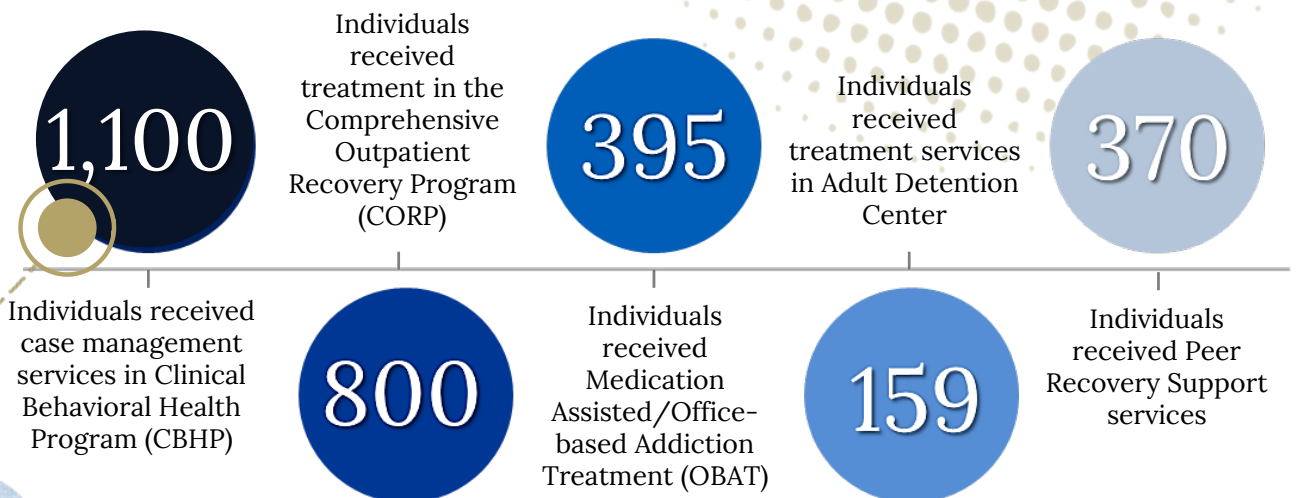 1,100
Individuals received
case management
services in Clinical
Behavioral Health
Program (CBHP)
Individuals
received
treatment in the
Comprehensive
Outpatient
Recovery Program
(CORP)
800
395
Individuals
received
Medication
Assisted/Office-
based Addiction
Treatment (OBAT)
Individuals
received
treatment services
in Adult Detention
Center
159
370
Individuals
received Peer
Recovery Support
services